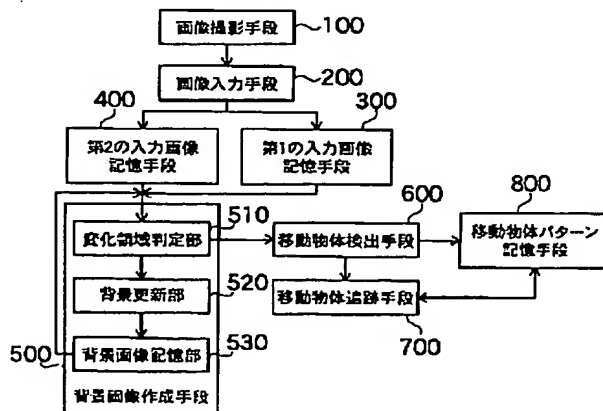 画像撮影手段
100
画像入力手段
200
400
300
第2の入力画像
記憶手段
第1の入力画像
記憶手段
800
600
510
変化領域判定部
移動物体検出手段
移動物体パターン
記憶手段
520
背景更新部
移動物体追跡手段
700
500
背景画像記憶部
530
背景画像作成手段